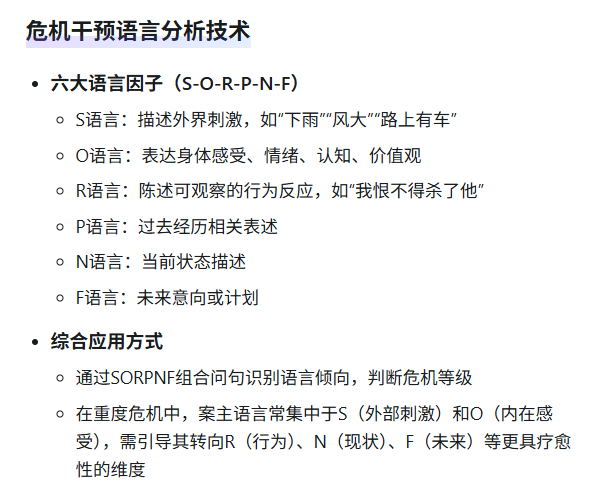 危机干预语言分析技术
六大语言因子（S-O-R-P-N-F）
S语言：描述外界刺激，如“下雨”“风大”“路上有车”
O语言：表达身体感受、情绪、认知、价值观
R语言：陈述可观察的行为反应，如“我恨不得杀了他”
P语言：过去经历相关表述
N语言：当前状态描述
F语言：未来意向或计划
综合应用方式
通过SORPNF组合问句识别语言倾向，判断危机等级
在重度危机中，案主语言常集中于S（外部刺激）和O（内在感
受），需引导其转向R（行为）、N（现状）、F（未来）等更具疗愈
性的维度